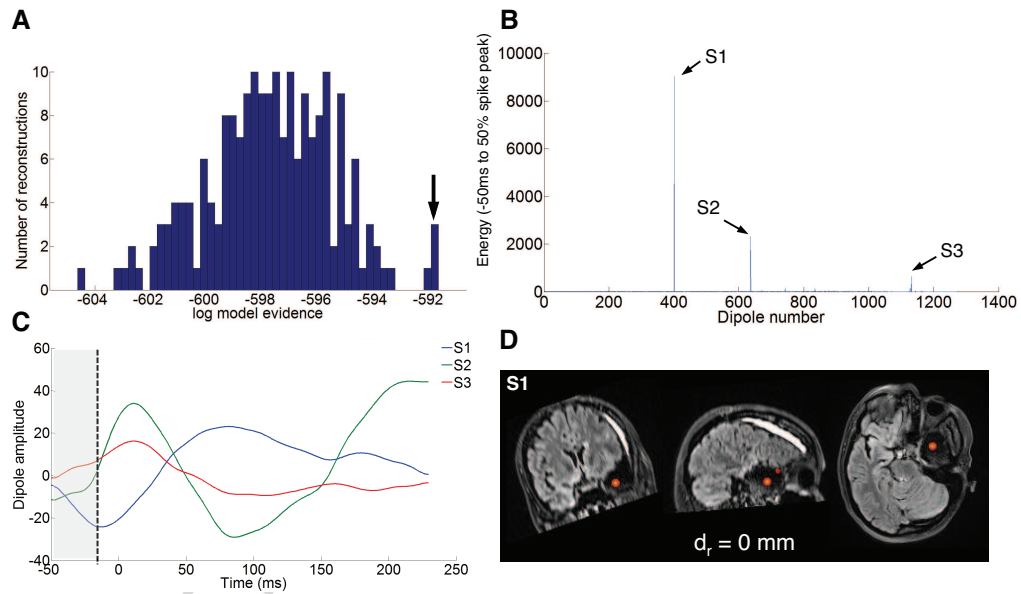 A
Number of reconstructions
10
8
6
4
2
0
-604
-602
-600
-598
-596
-594
-592
log model evidence
B
Energy (-50ms to 50% spike peak)
10000
8000
6000
4000
2000
0
S1
S2
S3
0
200
400
600
800
1000
1200
1400
Dipole number
C
Dipole amplitude
60
40
20
0
-20
-40
S1
S2
S3
-50
0
50
100
150
200
250
Time (ms)
D
S1
dr = 0 mm